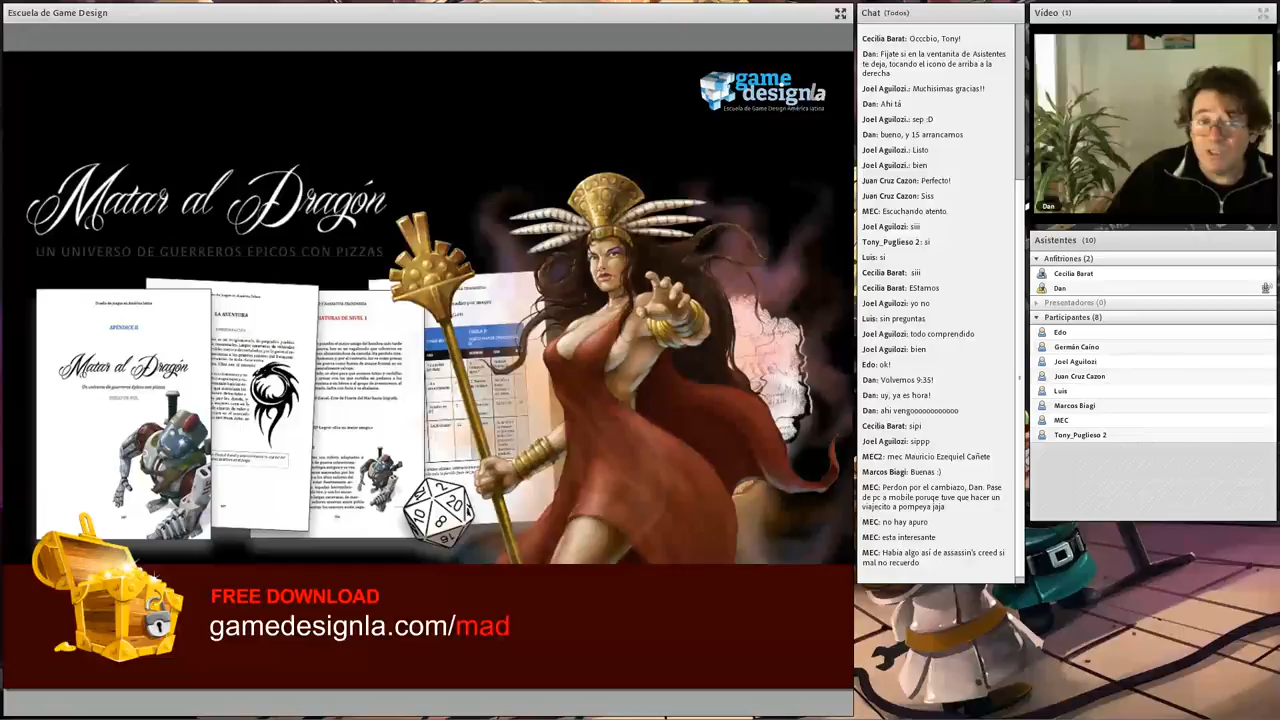 Escuela de Game Design
game
designla
Escuela de Game Design América latina
Matar al Dragón
UN UNIVERSO DE GUERREROS ÉPICOS CON PIZZAS
APÉNDICE II
Matar al Dragón
LA AVENTURA
FREE DOWNLOAD
gamedesignla.com/mad
Chat (Todos)
Cecilia Barat: Occcbio, Tony!
Dan: Fijate si en la ventanita de Asistentes
te deja, tocando el icono de arriba a la
derecha
Joel Aguilozi.: Muchisimas gracias!!
Dan: Ahi tá
Joel Aguilozi.: sep :D
Dan: bueno, y 15 arrancamos
Joel Aguilozi.: Listo
Joel Aguilozi.: bien
Juan Cruz Cazon: Perfecto!
Juan Cruz Cazon: Siss
MEC: Escuchando atento.
Joel Aguilozi.: siii
Tony_Puglieso 2: si
Luis: si
Cecilia Barat: siii
Cecilia Barat: EStamos
Joel Aguilozi: yo no
Luis: sin preguntas
Joel Aguilozi: todo comprendido
Joel Aguilozi: bien
Edo: ok!
Dan: Volvemos 9:35!
Dan: uy, ya es hora!
Dan: ahi vengooooooooooo
Cecilia Barat: sipi
Joel Aguilozi: sippp
MEC2: mec Mauricio Ezequiel Cañete
Marcos Biagi: Buenas :)
MEC: Perdon por el cambiazo, Dan. Pase
de pc a mobile poruqe tuve que hacer un
viajecito a pompeya jaja
MEC: no hay apuro
MEC: esta interesante
MEC: Habia algo así de assassin's creed si
mal no recuerdo
Vídeo (1)
Dan
Asistentes (10)
Anfitriones (2)
Cecilia Barat
Dan
Presentadores (0)
Participantes (8)
Edo
Germán Caíno
Joel Aguilozi
Juan Cruz Cazon
Luis
Marcos Biagi
MEC
Tony_Puglieso 2